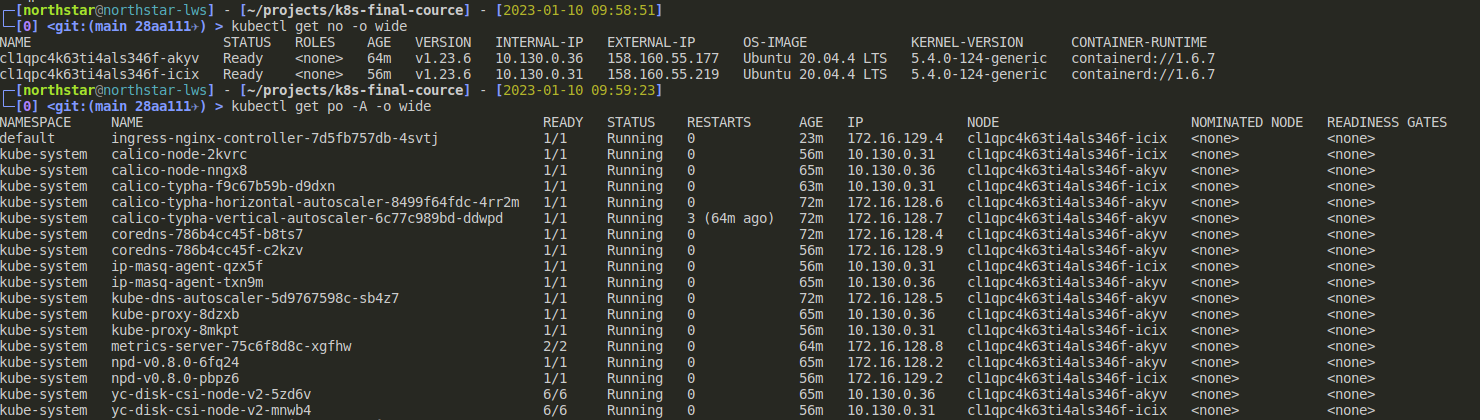 ┌─[northstar@northstar-lws] - [~/projects/k8s-final-cource] - [2023-01-10 09:58:51]
└─[0] <git:(main 28aa111✈) > kubectl get no -o wide
NAME                        STATUS   ROLES    AGE   VERSION   INTERNAL-IP   EXTERNAL-IP      OS-IMAGE             KERNEL-VERSION      CONTAINER-RUNTIME
cl1qpc4k63ti4als346f-akyv   Ready    <none>   64m   v1.23.6   10.130.0.36   158.160.55.177   Ubuntu 20.04.4 LTS   5.4.0-124-generic   containerd://1.6.7
cl1qpc4k63ti4als346f-icix   Ready    <none>   56m   v1.23.6   10.130.0.31   158.160.55.219   Ubuntu 20.04.4 LTS   5.4.0-124-generic   containerd://1.6.7
┌─[northstar@northstar-lws] - [~/projects/k8s-final-cource] - [2023-01-10 09:59:23]
└─[0] <git:(main 28aa111✈) > kubectl get po -A -o wide
NAMESPACE     NAME                                                  READY   STATUS    RESTARTS      AGE   IP             NODE                        NOMINATED NODE   READINESS GATES
default       ingress-nginx-controller-7d5fb757db-4svtj             1/1     Running   0             23m   172.16.129.4   cl1qpc4k63ti4als346f-icix   <none>           <none>
kube-system   calico-node-2kvrc                                     1/1     Running   0             56m   10.130.0.31    cl1qpc4k63ti4als346f-icix   <none>           <none>
kube-system   calico-node-nngx8                                     1/1     Running   0             65m   10.130.0.36    cl1qpc4k63ti4als346f-akyv   <none>           <none>
kube-system   calico-typha-f9c67b59b-d9dxn                          1/1     Running   0             63m   10.130.0.31    cl1qpc4k63ti4als346f-icix   <none>           <none>
kube-system   calico-typha-horizontal-autoscaler-8499f64fdc-4rr2m   1/1     Running   0             72m   172.16.128.6   cl1qpc4k63ti4als346f-akyv   <none>           <none>
kube-system   calico-typha-vertical-autoscaler-6c77c989bd-ddwpd     1/1     Running   3 (64m ago)   72m   172.16.128.7   cl1qpc4k63ti4als346f-akyv   <none>           <none>
kube-system   coredns-786b4cc45f-b8ts7                              1/1     Running   0             72m   172.16.128.4   cl1qpc4k63ti4als346f-akyv   <none>           <none>
kube-system   coredns-786b4cc45f-c2kzv                              1/1     Running   0             56m   172.16.128.9   cl1qpc4k63ti4als346f-akyv   <none>           <none>
kube-system   ip-masq-agent-qzx5f                                   1/1     Running   0             56m   10.130.0.31    cl1qpc4k63ti4als346f-icix   <none>           <none>
kube-system   ip-masq-agent-txn9m                                   1/1     Running   0             65m   10.130.0.36    cl1qpc4k63ti4als346f-akyv   <none>           <none>
kube-system   kube-dns-autoscaler-5d9767598c-sb4z7                  1/1     Running   0             72m   172.16.128.5   cl1qpc4k63ti4als346f-akyv   <none>           <none>
kube-system   kube-proxy-8dzxb                                      1/1     Running   0             65m   10.130.0.36    cl1qpc4k63ti4als346f-akyv   <none>           <none>
kube-system   kube-proxy-8mkpt                                      1/1     Running   0             56m   10.130.0.31    cl1qpc4k63ti4als346f-icix   <none>           <none>
kube-system   metrics-server-75c6f8d8c-xgfhw                        2/2     Running   0             64m   172.16.128.8   cl1qpc4k63ti4als346f-akyv   <none>           <none>
kube-system   npd-v0.8.0-6fq24                                      1/1     Running   0             65m   172.16.128.2   cl1qpc4k63ti4als346f-akyv   <none>           <none>
kube-system   npd-v0.8.0-pbpz6                                      1/1     Running   0             56m   172.16.129.2   cl1qpc4k63ti4als346f-icix   <none>           <none>
kube-system   yc-disk-csi-node-v2-5zd6v                             6/6     Running   0             65m   10.130.0.36    cl1qpc4k63ti4als346f-akyv   <none>           <none>
kube-system   yc-disk-csi-node-v2-mnwb4                             6/6     Running   0             56m   10.130.0.31    cl1qpc4k63ti4als346f-icix   <none>           <none>